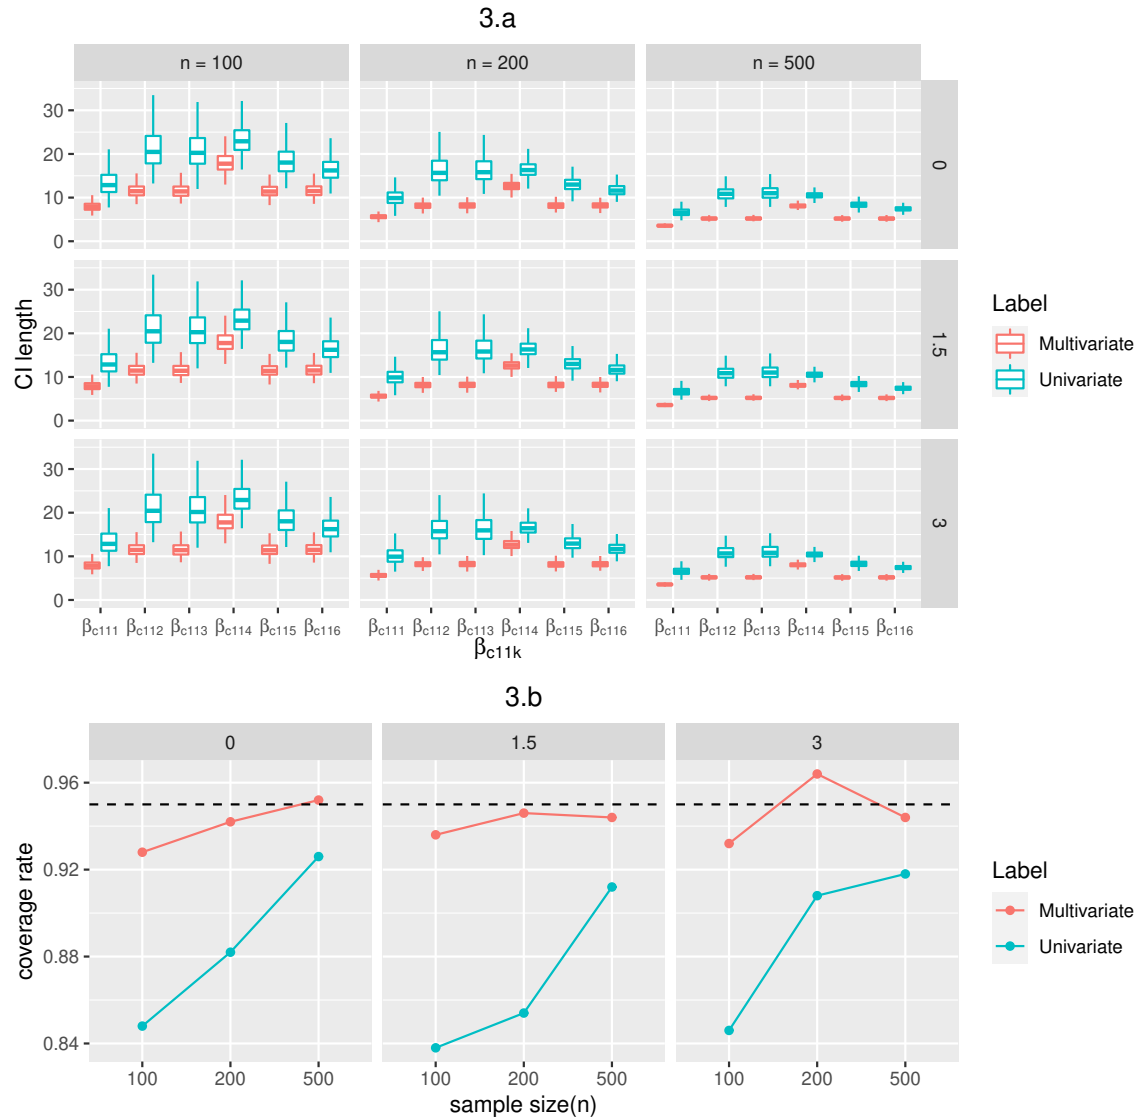 3.a
n = 100 n = 200 n = 500
CI length
30
20
10
0
0
30
20
10
0
1.5
30
20
10
0
3
βc111 βc112 βc113 βc114 βc115 βc116 βc111 βc112 βc113 βc114 βc115 βc116 βc111 βc112 βc113 βc114 βc115 βc116
βc11k
Label
Multivariate
Univariate
3.b
0 1.5 3
coverage rate
0.96
0.92
0.88
0.84
100 200 500 100 200 500 100 200 500
sample size(n)
Label
Multivariate
Univariate